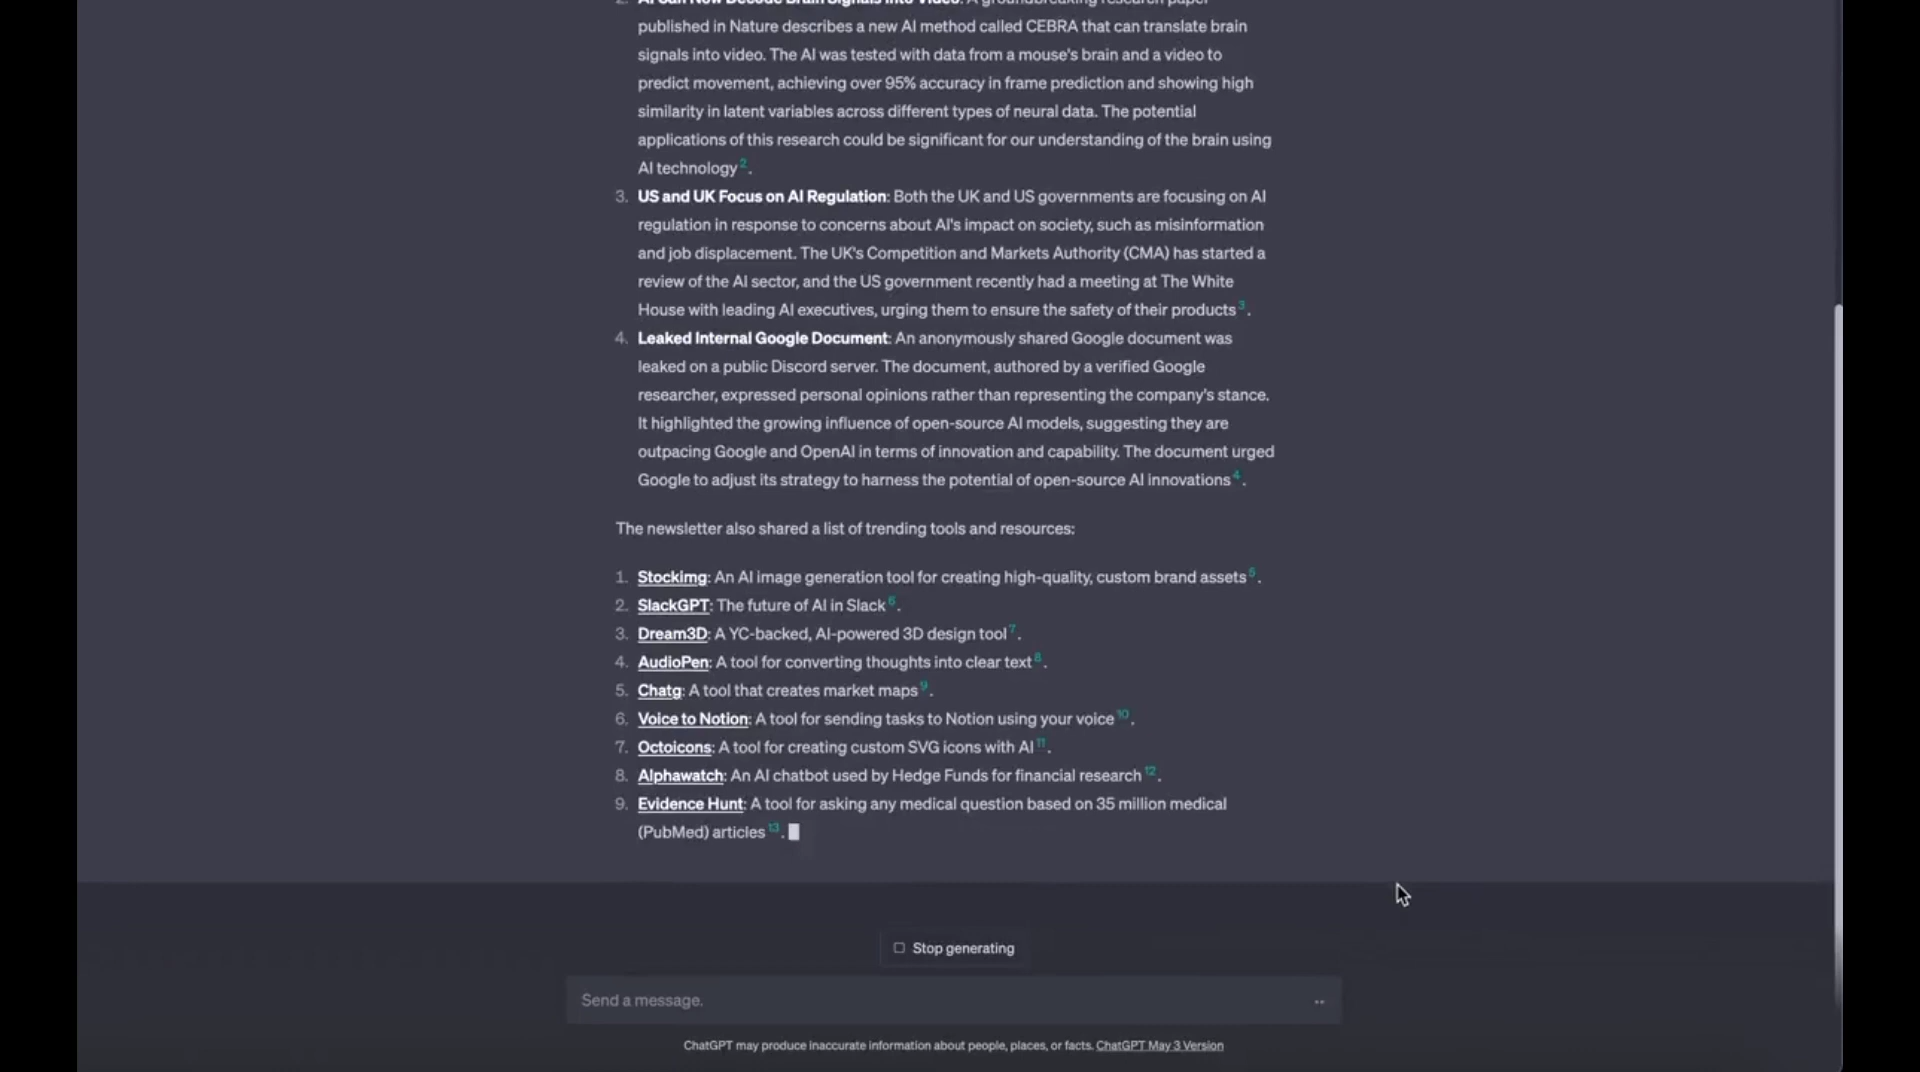 2. AI Can Now Decode Brain Signals into Video: A groundbreaking research paper
published in Nature describes a new AI method called CEBRA that can translate brain
signals into video. The AI was tested with data from a mouse's brain and a video to
predict movement, achieving over 95% accuracy in frame prediction and showing high
similarity in latent variables across different types of neural data. The potential
applications of this research could be significant for our understanding of the brain using
AI technology 2.
3. US and UK Focus on AI Regulation: Both the UK and US governments are focusing on AI
regulation in response to concerns about AI's impact on society, such as misinformation
and job displacement. The UK's Competition and Markets Authority (CMA) has started a
review of the AI sector, and the US government recently had a meeting at The White
House with leading AI executives, urging them to ensure the safety of their products 3.
4. Leaked Internal Google Document: An anonymously shared Google document was
leaked on a public Discord server. The document, authored by a verified Google
researcher, expressed personal opinions rather than representing the company's stance.
It highlighted the growing influence of open-source AI models, suggesting they are
outpacing Google and OpenAI in terms of innovation and capability. The document urged
Google to adjust its strategy to harness the potential of open-source AI innovations 4.
The newsletter also shared a list of trending tools and resources:
1. Stockimg: An AI image generation tool for creating high-quality, custom brand assets 5.
2. SlackGPT: The future of AI in Slack 6.
3. Dream3D: A YC-backed, AI-powered 3D design tool 7.
4. AudioPen: A tool for converting thoughts into clear text 8.
5. Chatg: A tool that creates market maps 9.
6. Voice to Notion: A tool for sending tasks to Notion using your voice 10.
7. Octoicons: A tool for creating custom SVG icons with AI 11.
8. Alphawatch: An AI chatbot used by Hedge Funds for financial research 12.
9. Evidence Hunt: A tool for asking any medical question based on 35 million medical
(PubMed) articles 13.
Stop generating
Send a message.
ChatGPT may produce inaccurate information about people, places, or facts. ChatGPT May 3 Version